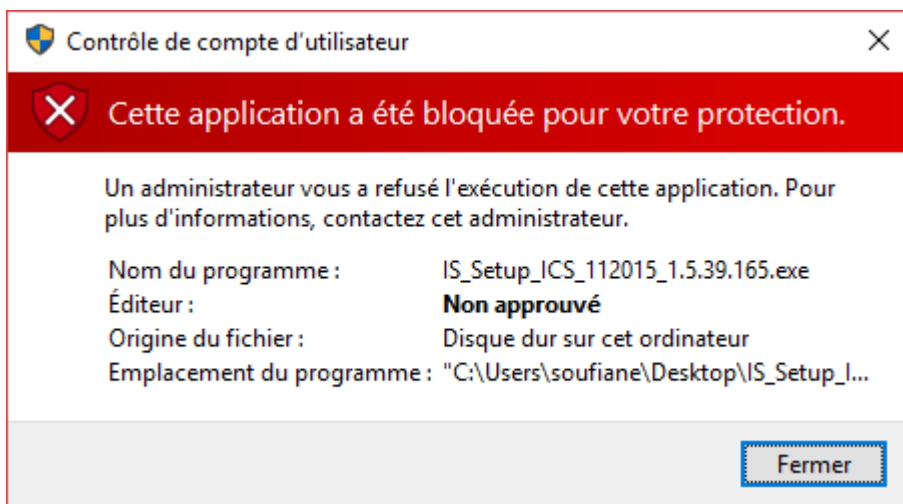 Contrôle de compte d'utilisateur
Cette application a été bloquée pour votre protection.
Un administrateur vous a refusé l'exécution de cette application. Pour
plus d'informations, contactez cet administrateur.
Nom du programme : IS_Setup_ICS_112015_1.5.39.165.exe
Éditeur : Non approuvé
Origine du fichier : Disque dur sur cet ordinateur
Emplacement du programme : "C:\Users\soufiane\Desktop\IS_Setup_I...
Fermer